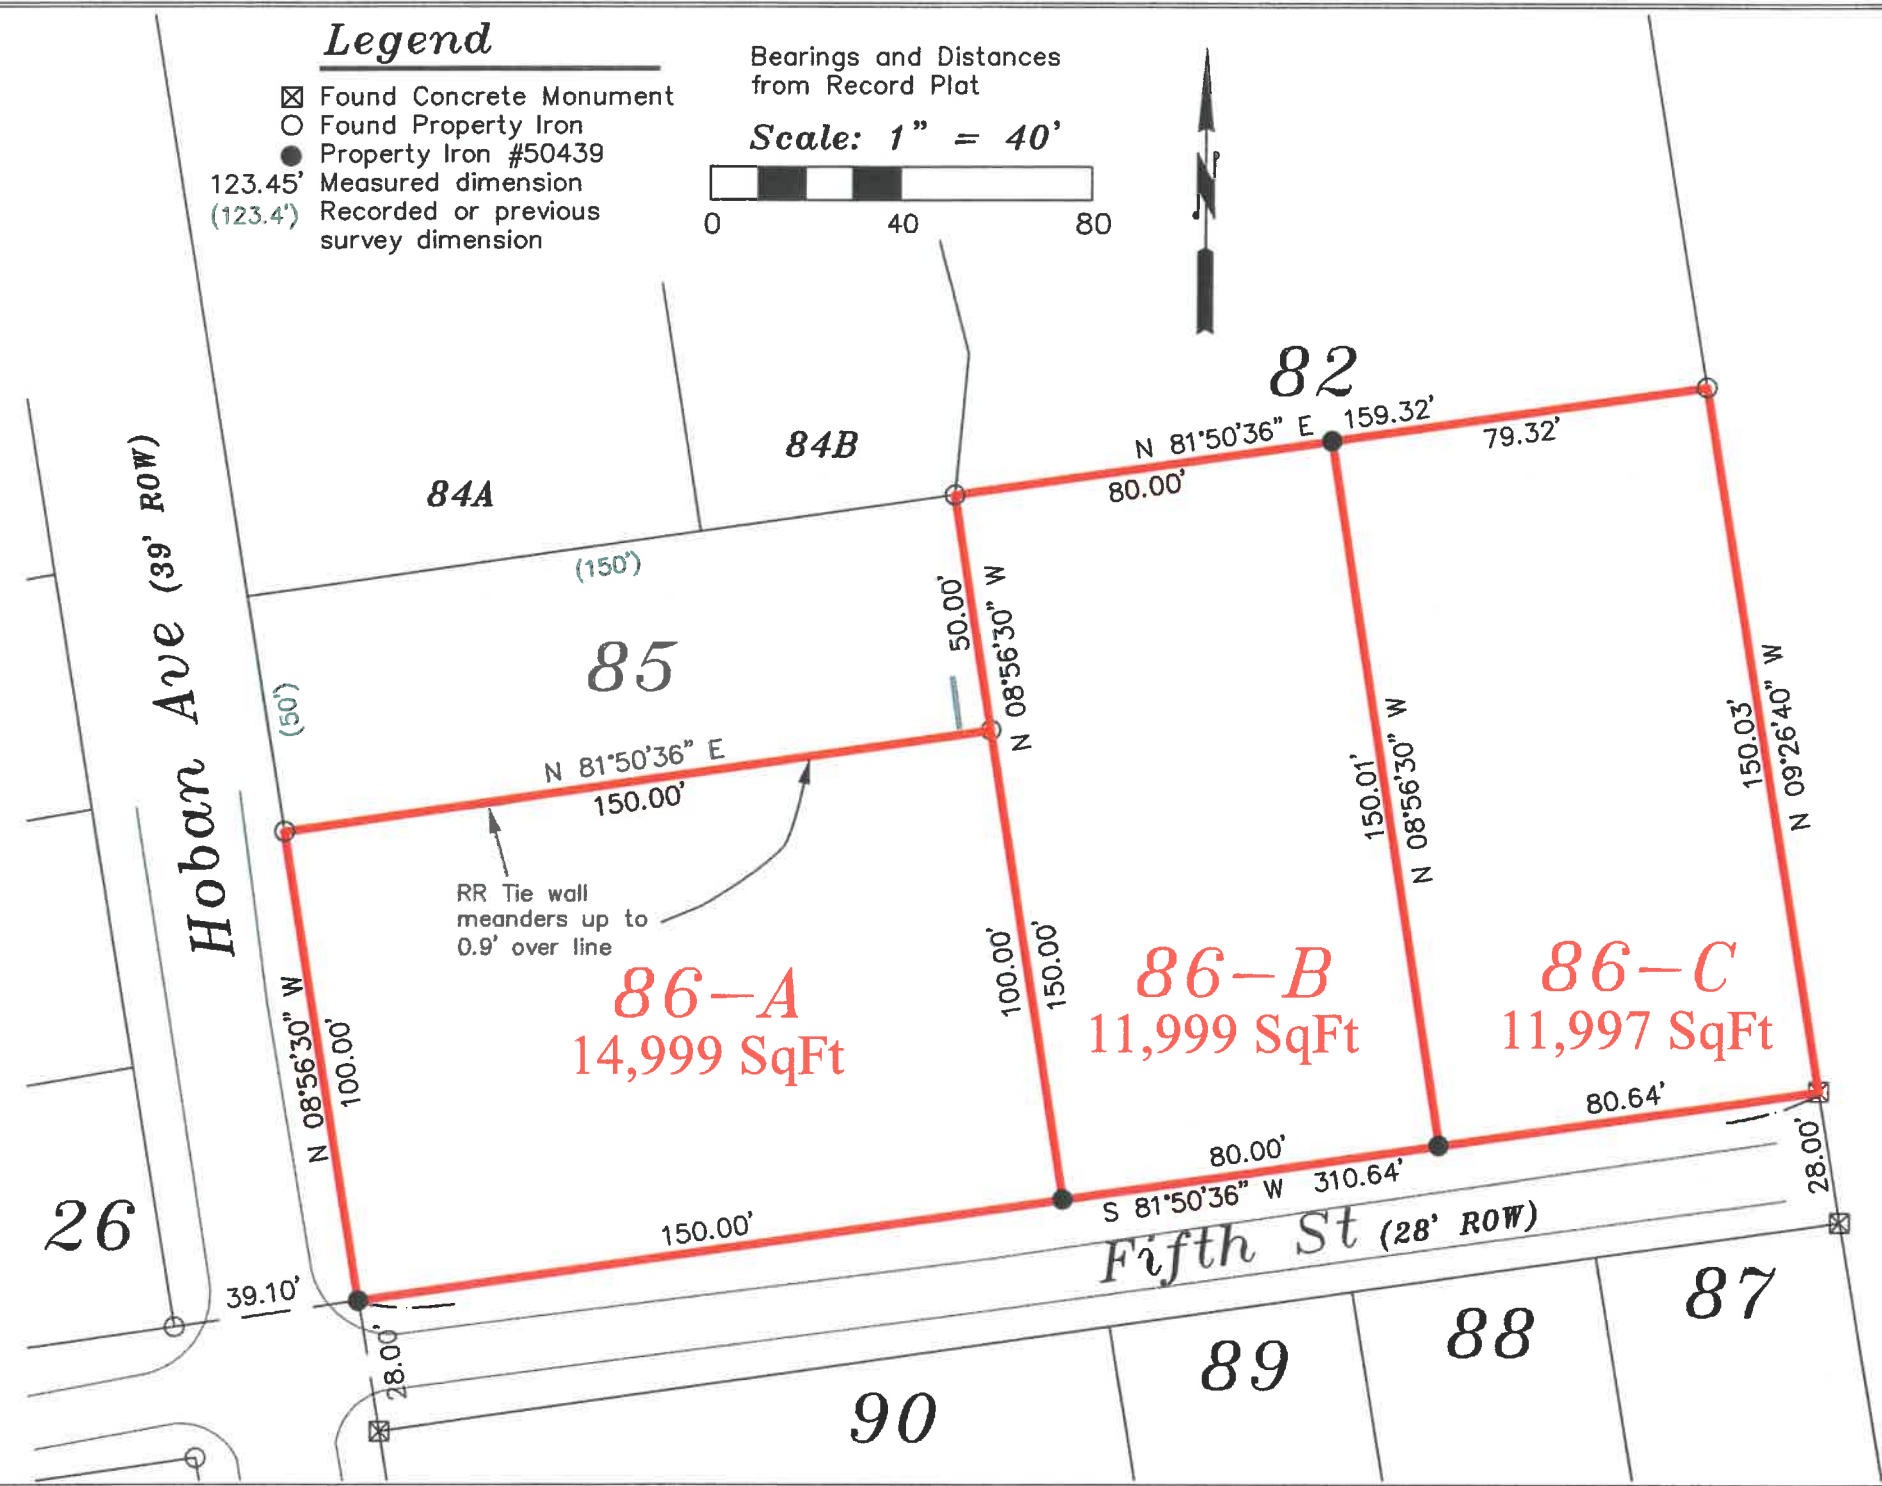 Legend
Found Concrete Monument
Found Property Iron
Property Iron #50439
123.45' Measured dimension
(123.4') Recorded or previous
survey dimension
Bearings and Distances
from Record Plat
Scale: 1" = 40'
0 40 80
N
82
N 81°50'36" E 159.32'
80.00'
79.32'
84B
84A
(150')
Hoban Ave (39' ROW)
(50')
85
50.00'
N 08°56'30" W
N 81°50'36" E
150.00'
RR Tie wall
meanders up to
0.9' over line
150.01'
N 08°56'30" W
150.03'
N 09°26'40" W
N 08°56'30" W
100.00'
86-A
14,999 SqFt
100.00'
150.00'
86-B
11,999 SqFt
86-C
11,997 SqFt
80.64'
80.00'
S 81°50'36" W 310.64'
150.00'
28.00'
Fifth St (28' ROW)
26
39.10'
28.00'
90
89
88
87